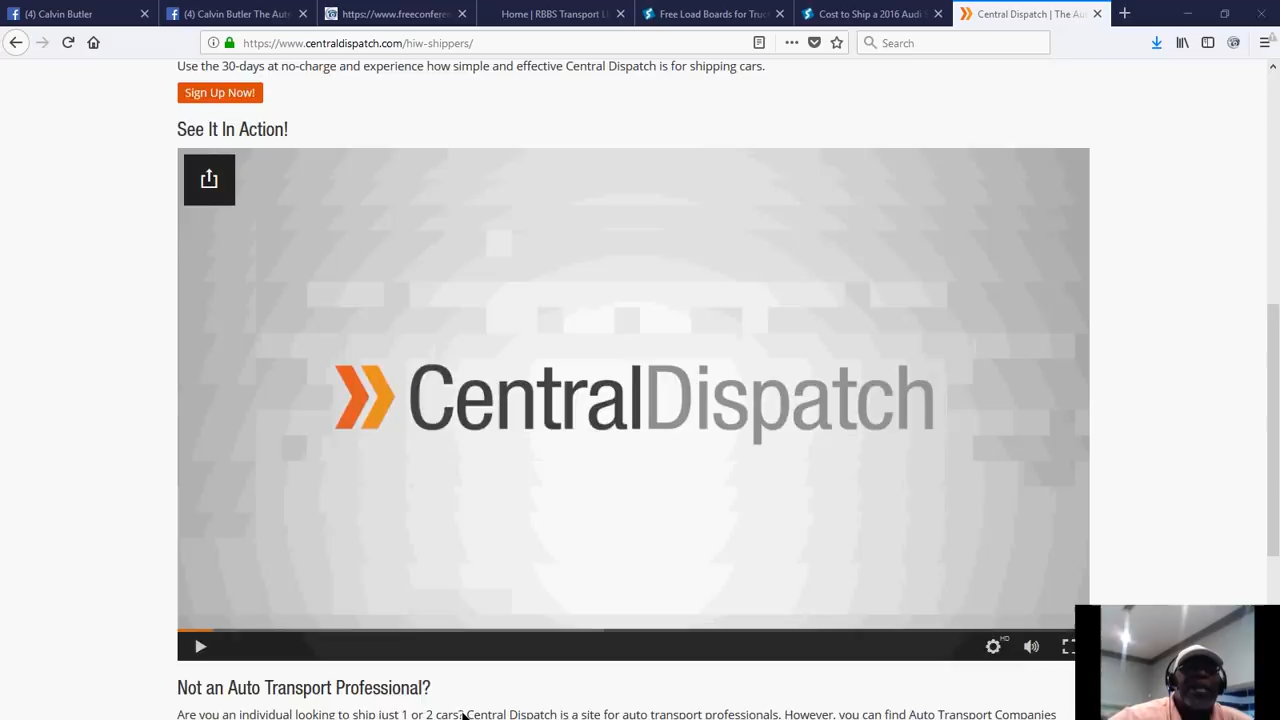 (4) Calvin Butler
(4) Calvin Butler The Aut
https://www.freeconfere
Home | RBBS Transport L
Free Load Boards for Truc
Cost to Ship a 2016 Audi
Central Dispatch | The Au
https://www.centraldispatch.com/hiw-shippers/
Search
Use the 30-days at no-charge and experience how simple and effective Central Dispatch is for shipping cars.
Sign Up Now!
See It In Action!
CentralDispatch
HD
Not an Auto Transport Professional?
Are you an individual looking to ship just 1 or 2 cars? Central Dispatch is a site for auto transport professionals. However, you can find Auto Transport Companies